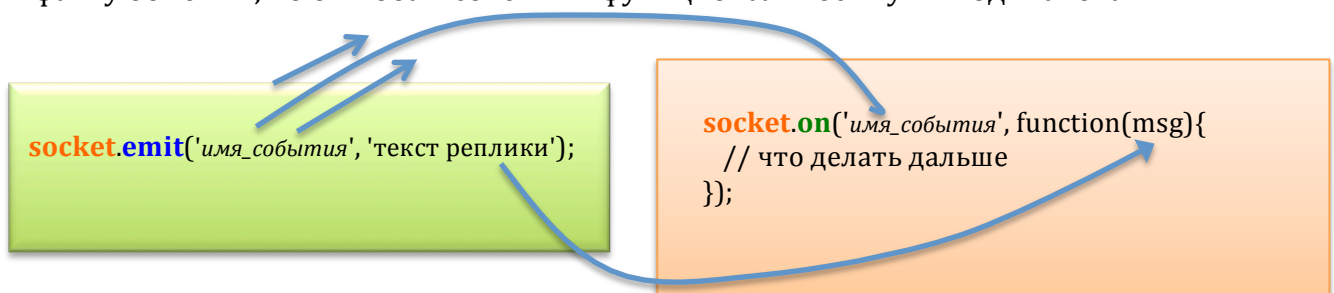 socket.emit('имя_события', 'текст реплики');
socket.on('имя_события', function(msg){
// что делать дальше
});